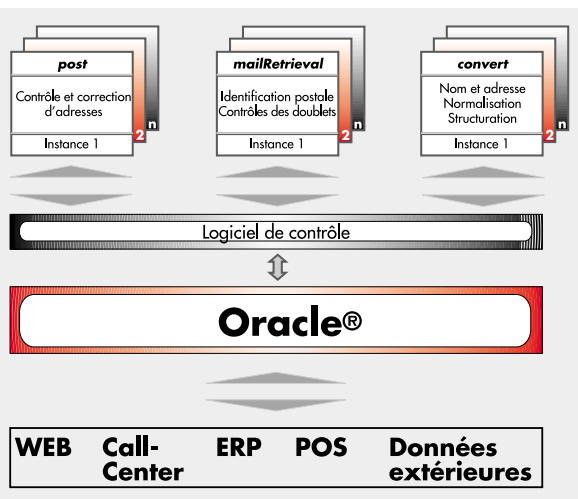 post
Contrôle et correction
d'adresses
Instance 1
2
n
mailRetrieval
Identification postale
Contrôles des doublets
Instance 1
2
n
convert
Nom et adresse
Normalisation
Structuration
Instance 1
2
n
Logiciel de contrôle
Oracle®
WEB Call-Center ERP POS Données extérieures